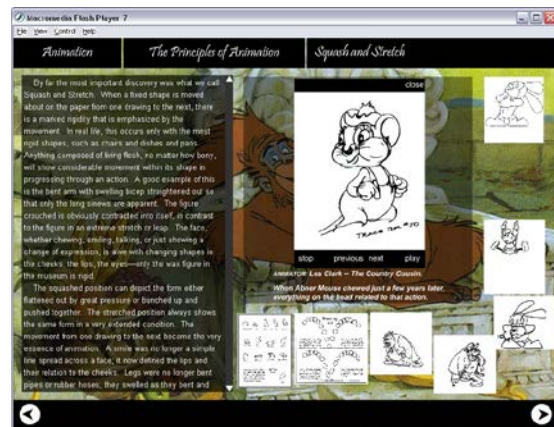 Macromedia Flash Player 7
File View Control Help
Animation
The Principles of Animation
Squash and Stretch
By far the most important discovery was what we call
Squash and Stretch. When a fixed shape is moved
about on the paper from one drawing to the next, there
is a marked rigidity that is emphasized by the
movement. In real life, this occurs only with the most
rigid shapes, such as chairs and dishes and pans.
Anything composed of living flesh, no matter how bony,
will show considerable movement within its shape in
progressing through an action. A good example of this
is the bent arm with swelling bicep straightened out so
that only the long sinews are apparent. The figure
crouched is obviously contracted into itself, in contrast
to the figure in an extreme stretch or leap. The face,
whether chewing, smiling, talking, or just showing a
change of expression, is alive with changing shapes in
the cheeks, the lips, the eyes—only the wax figure in
the museum is rigid.
The squashed position can depict the form either
flattened out by great pressure or bunched up and
pushed together. The stretched position always shows
the same form in a very extended condition. The
movement from one drawing to the next became the very
essence of animation. A smile was no longer a simple
line spread across a face; it now defined the lips and
their relation to the cheeks. Legs were no longer bent
pipes or rubber hoses; they swelled as they bent and
close
stop previous next play
ANIMATOR: Les Clark – The Country Cousin.
When Abner Mouse chewed just a few years later,
everything on the head related to that action.